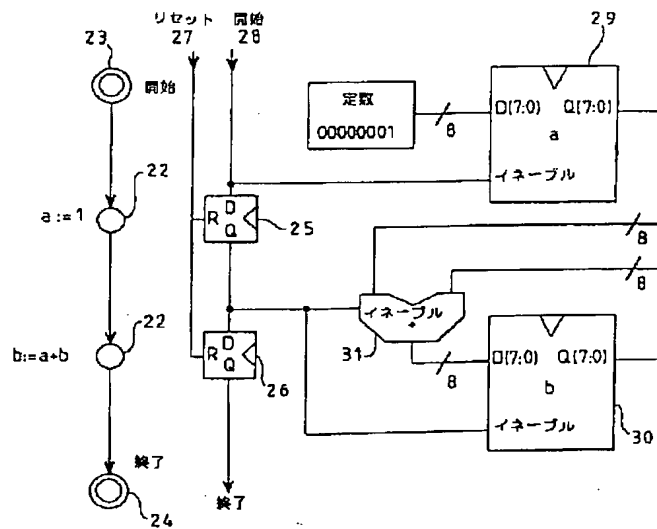 リセット 開始
27 28
23
開始
22
a:=1
22
b:=a+b
終了
24
R D Q
25
R D Q
26
終了
定数
00000001
8
29
D[7:0] Q[7:0]
a
イネーブル
8
8
イネーブル
+
31
8
D[7:0] Q[7:0]
b
イネーブル
30